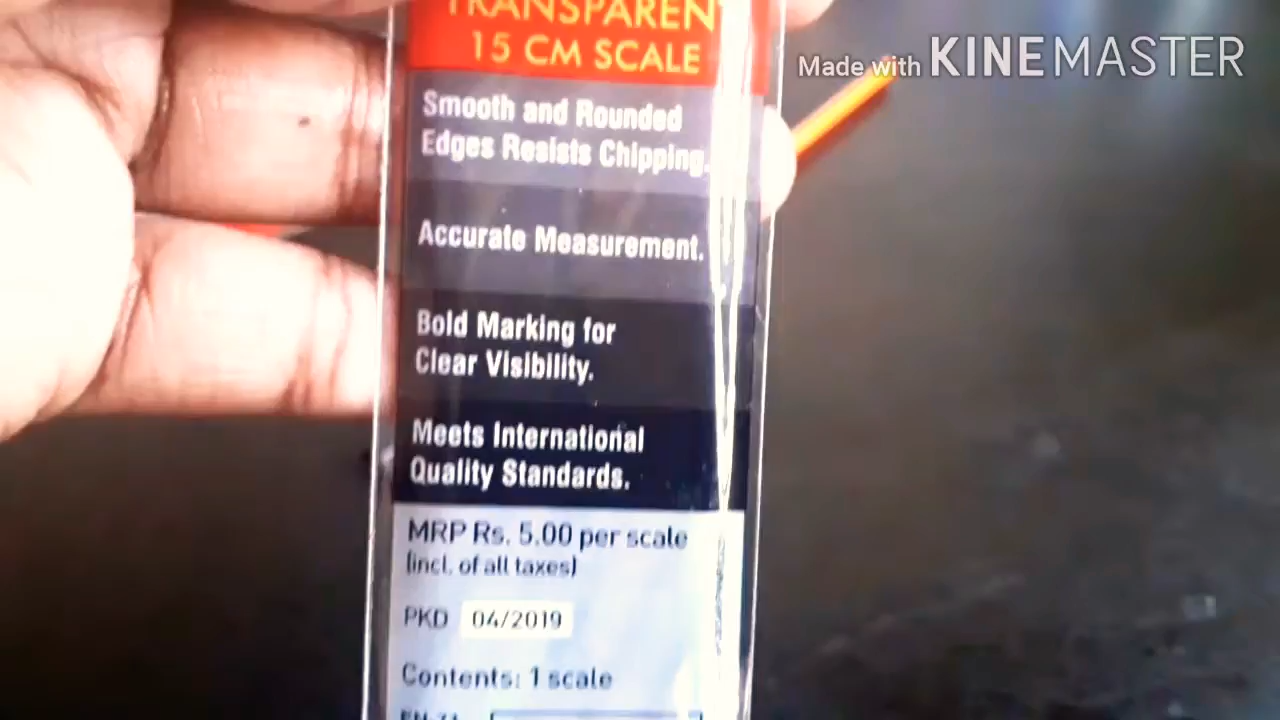 TRANSPAREN
15 CM SCALE
Made with KINEMASTER
Smooth and Rounded
Edges Resists Chipping.
Accurate Measurement.
Bold Marking for
Clear Visibility.
Meets International
Quality Standards.
MRP Rs. 5.00 per scale
(incl. of all taxes)
PKD 04/2019
Contents: 1 scale